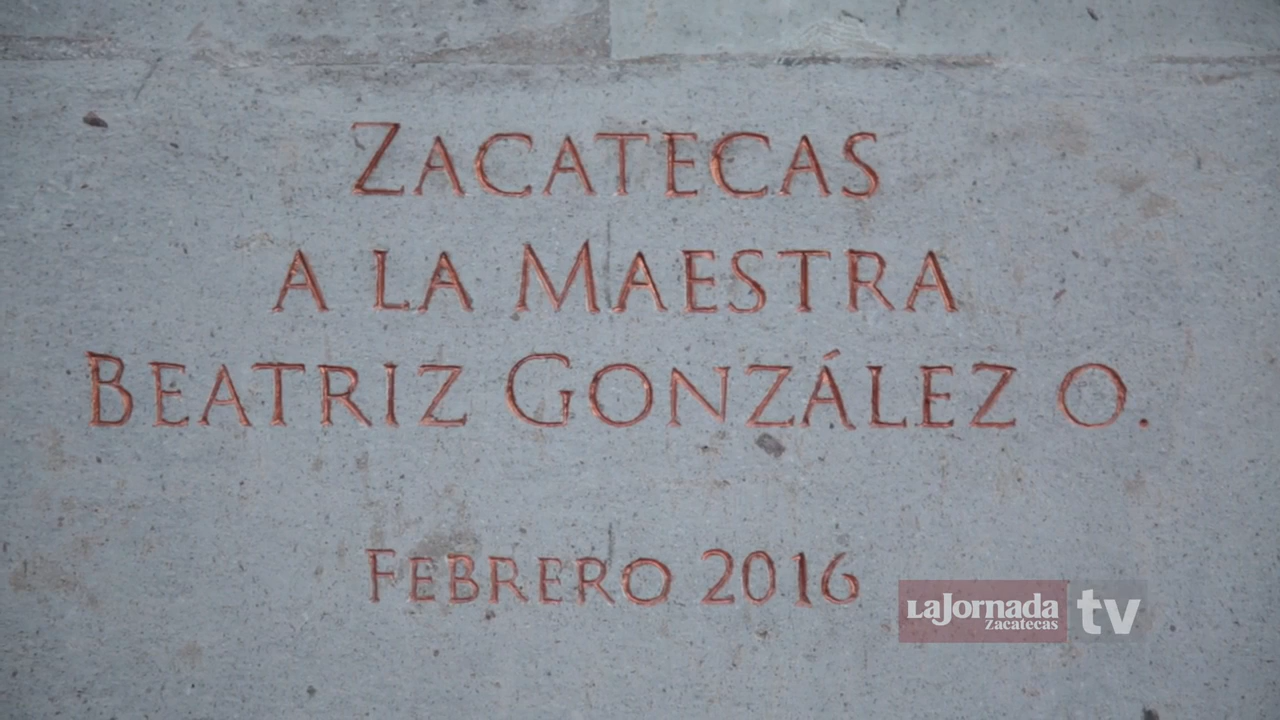 ZACATECAS
A LA MAESTRA
BEATRIZ GONZÁLEZ O.
FEBRERO 2016
LaJornada tv
Zacatecas